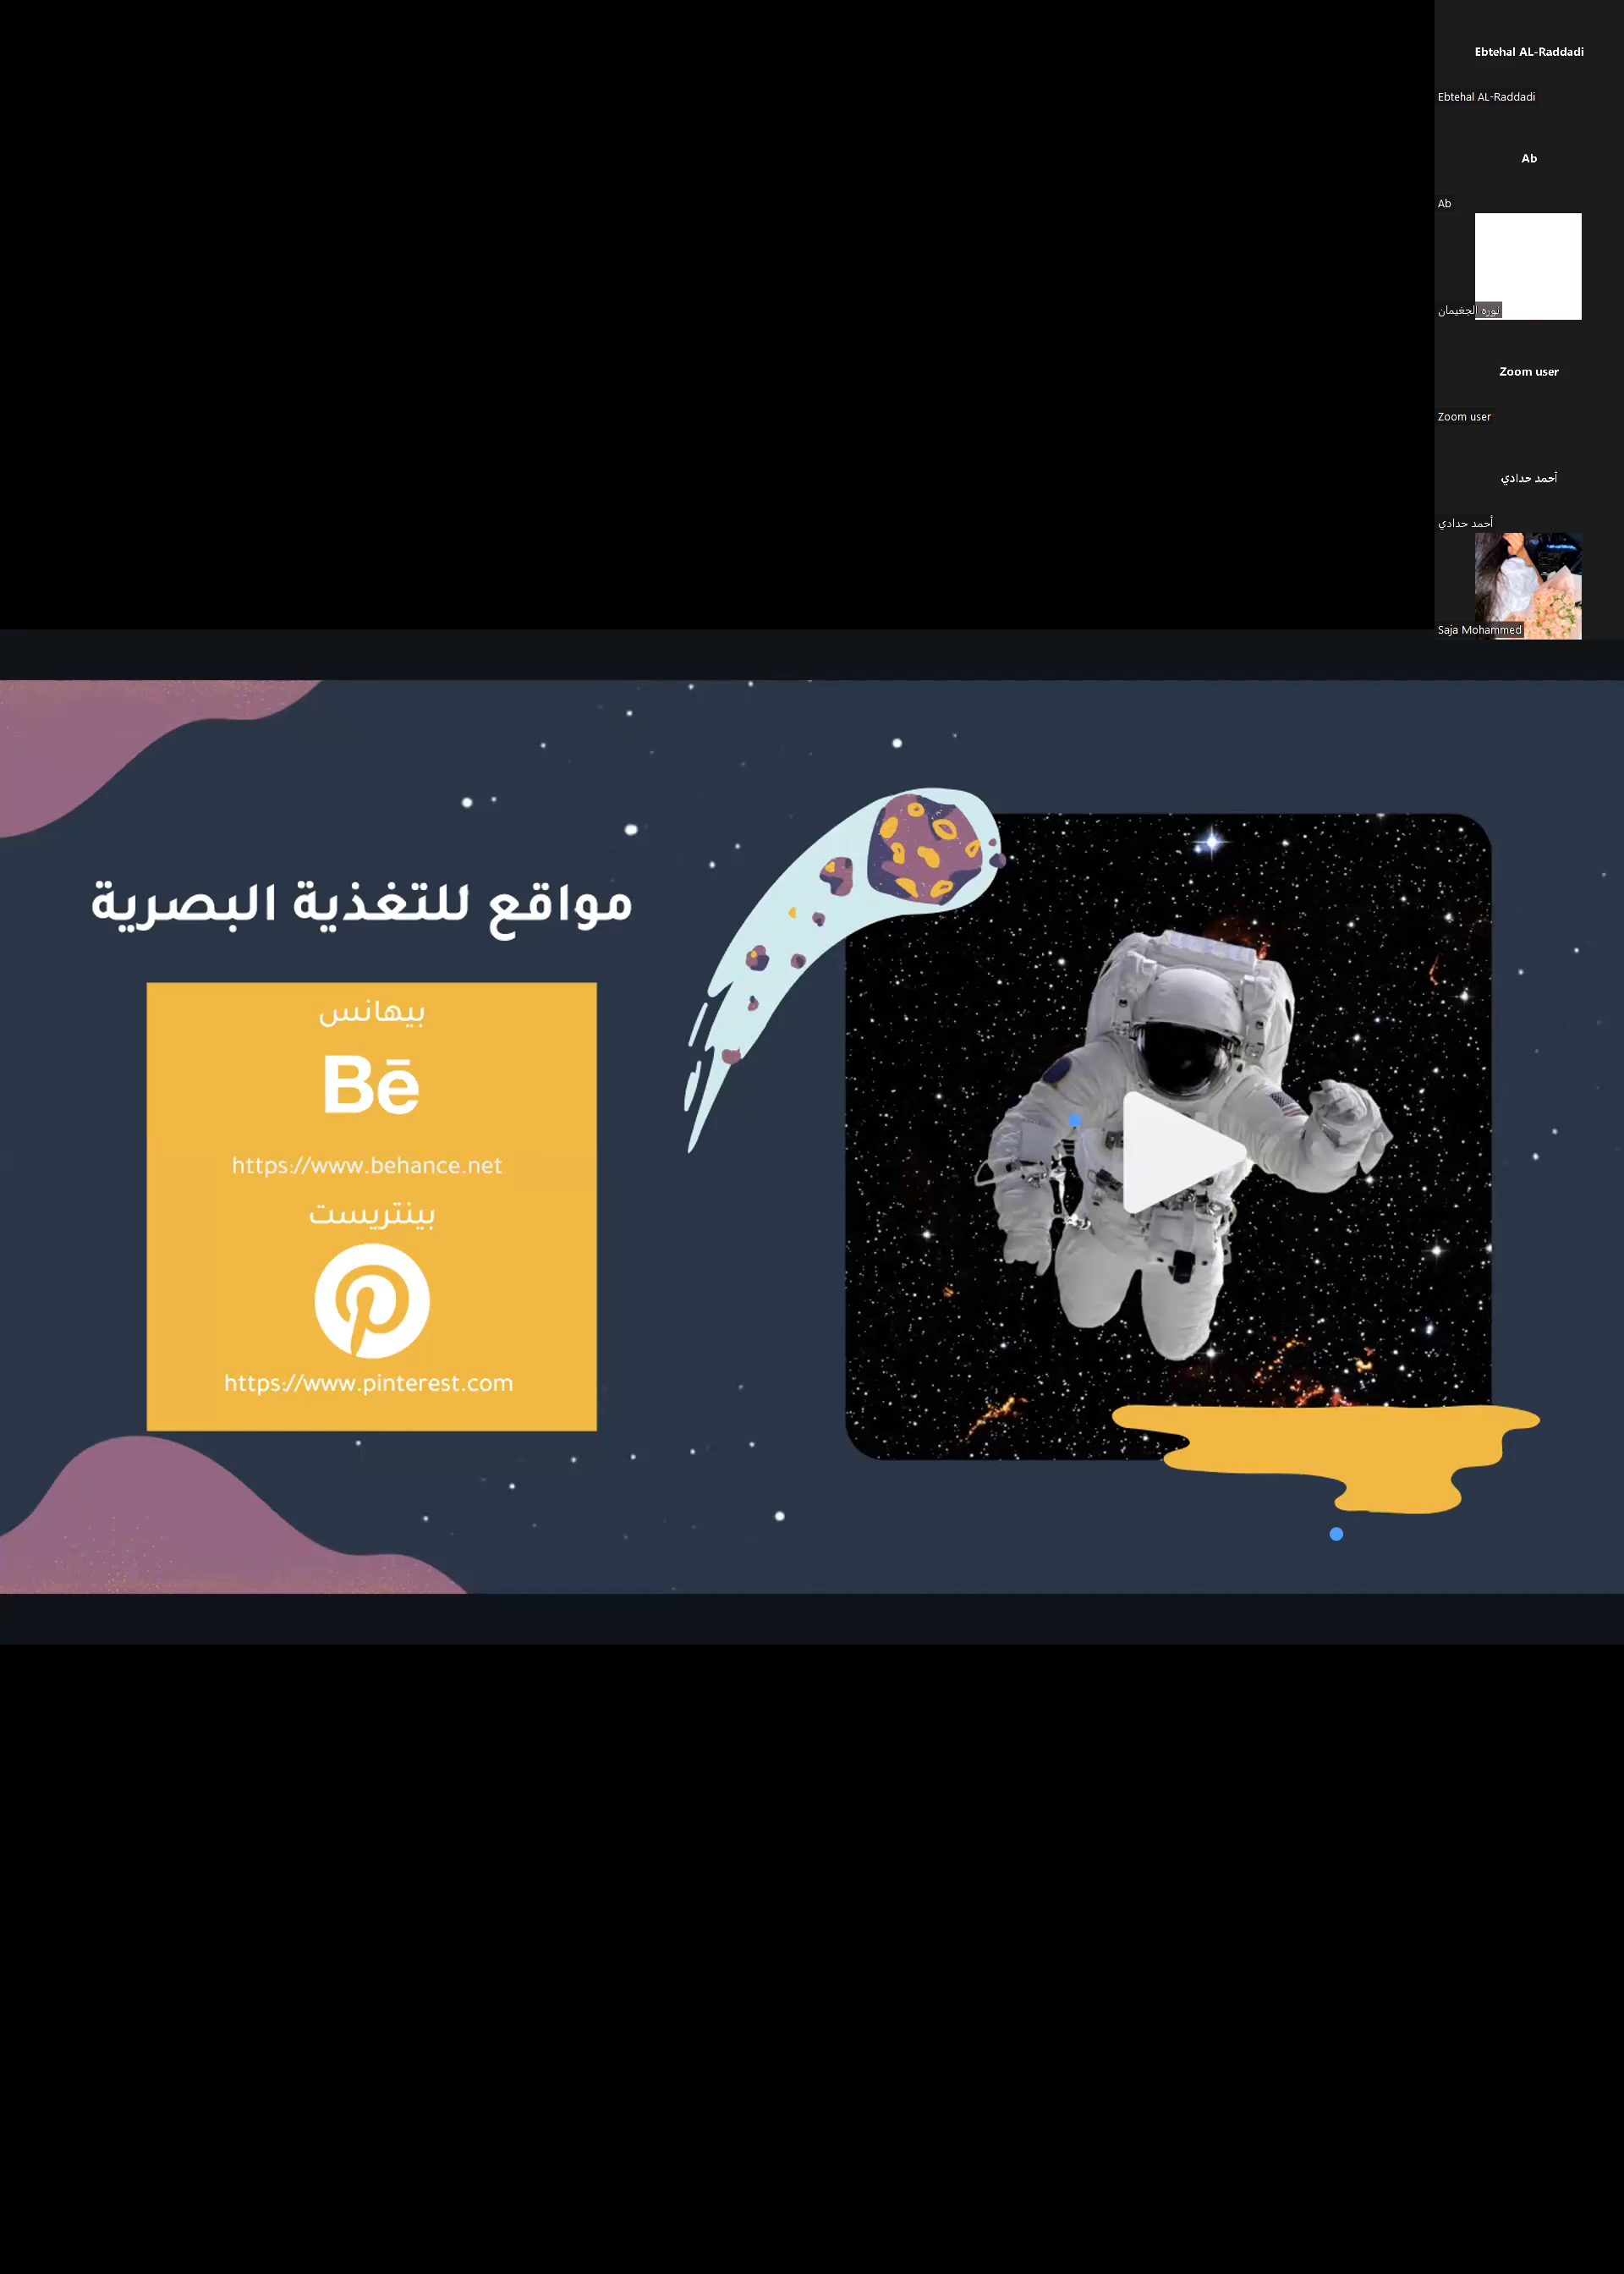 Ebtehal AL-Raddadi
Ebtehal AL-Raddadi
Ab
Ab
نوره الجغيمان
Zoom user
Zoom user
أحمد حدادي
أحمد حدادي
Saja Mohammed
مواقع للتغذية البصرية
بيهانس
Bē
https://www.behance.net
بينتريست
https://www.pinterest.com